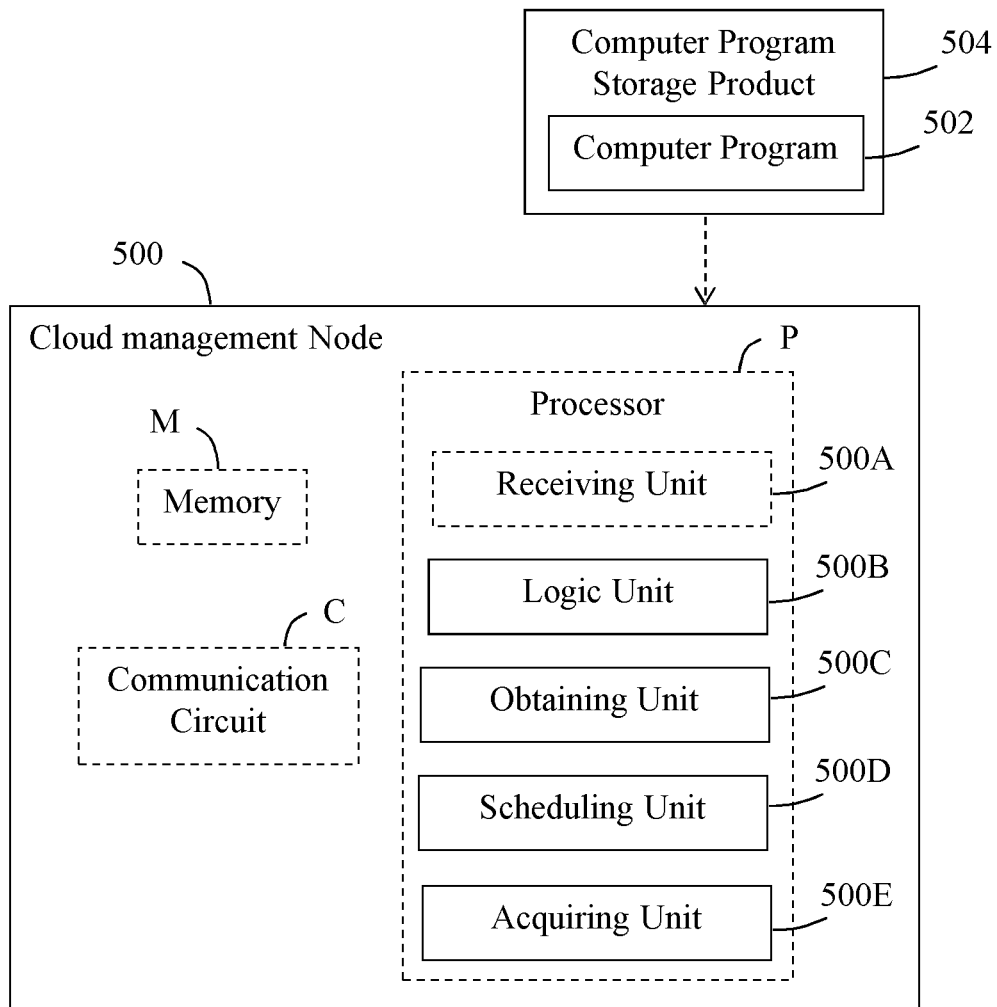 Computer Program
Storage Product
504
Computer Program
502
500
Cloud management Node
P
Processor
M
Memory
Receiving Unit
500A
Logic Unit
500B
C
Communication
Circuit
Obtaining Unit
500C
Scheduling Unit
500D
Acquiring Unit
500E